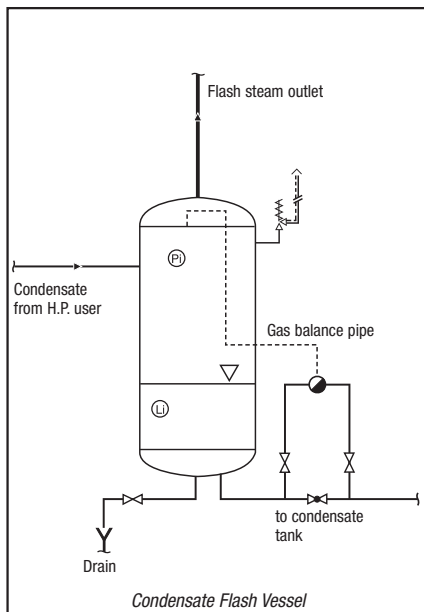 Flash steam outlet
Pi
Condensate
from H.P. user
Gas balance pipe
Li
to condensate
tank
Drain
Condensate Flash Vessel